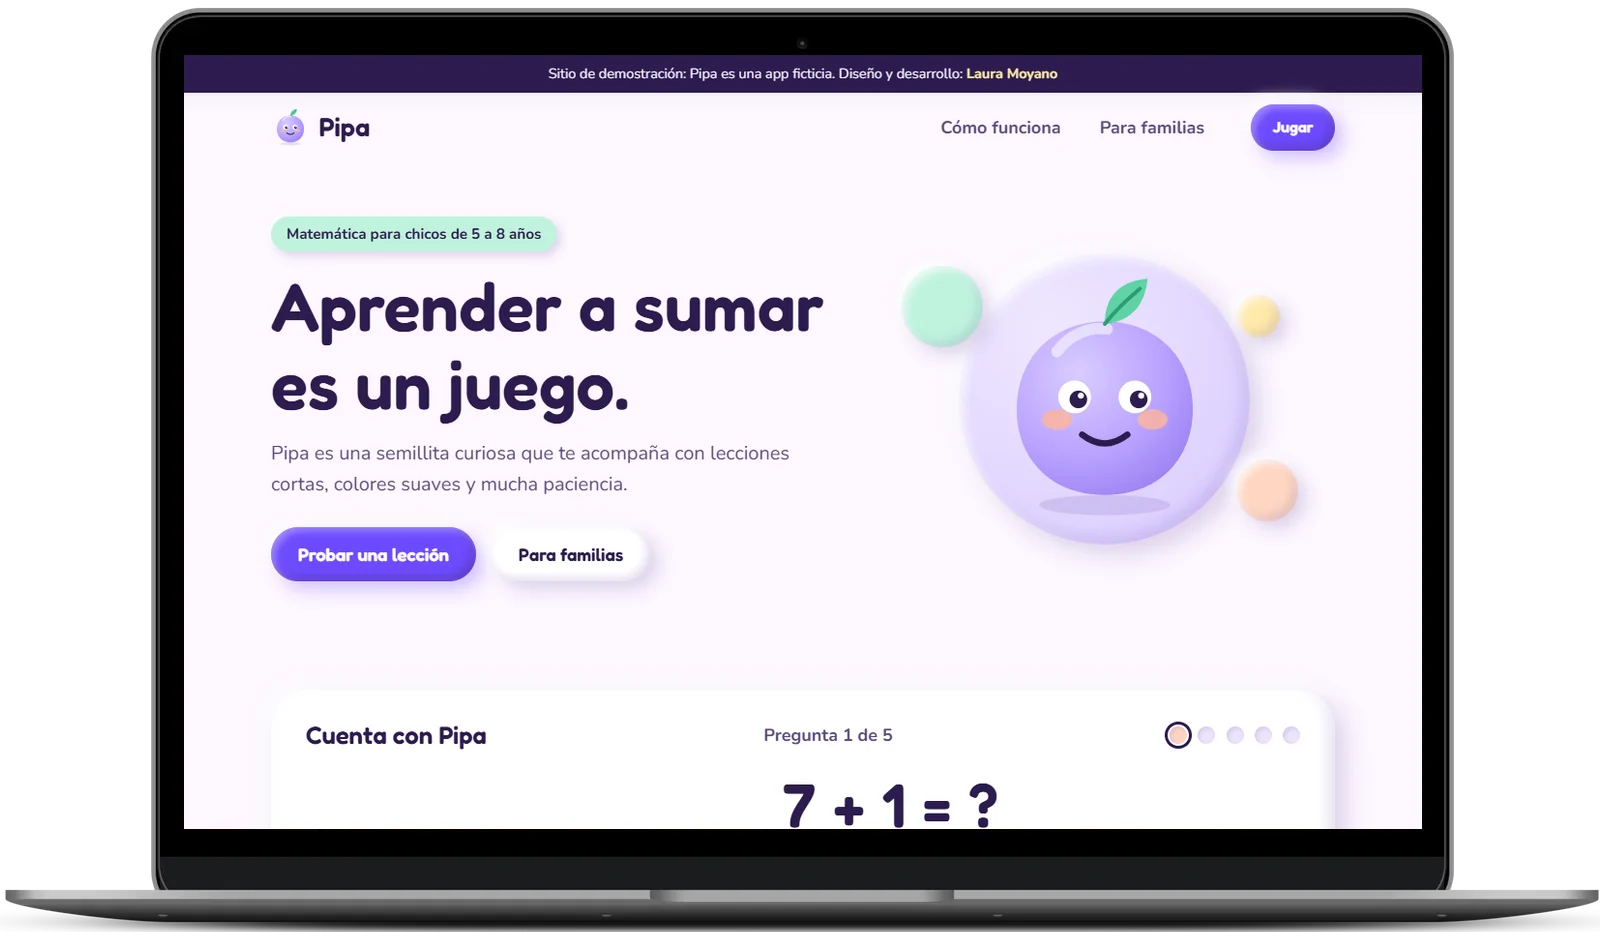 Sitio de demostración: Pipa es una app ficticia. Diseño y desarrollo: Laura Moyano
Pipa
Cómo funciona
Para familias
Jugar
Matemática para chicos de 5 a 8 años
Aprender a sumar
es un juego.
Pipa es una semillita curiosa que te acompaña con lecciones
cortas, colores suaves y mucha paciencia.
Probar una lección
Para familias
Cuenta con Pipa
Pregunta 1 de 5
7 + 1 = ?